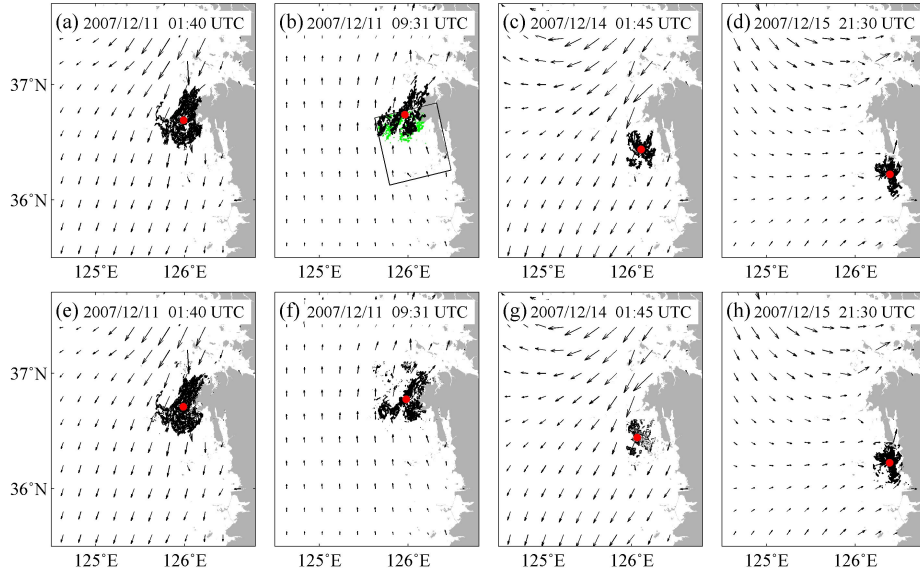 (a) 2007/12/11 01:40 UTC
(b) 2007/12/11 09:31 UTC
(c) 2007/12/14 01:45 UTC
(d) 2007/12/15 21:30 UTC
37°N
36°N
125°E 126°E
125°E 126°E
125°E 126°E
125°E 126°E
(e) 2007/12/11 01:40 UTC
(f) 2007/12/11 09:31 UTC
(g) 2007/12/14 01:45 UTC
(h) 2007/12/15 21:30 UTC
37°N
36°N
125°E 126°E
125°E 126°E
125°E 126°E
125°E 126°E